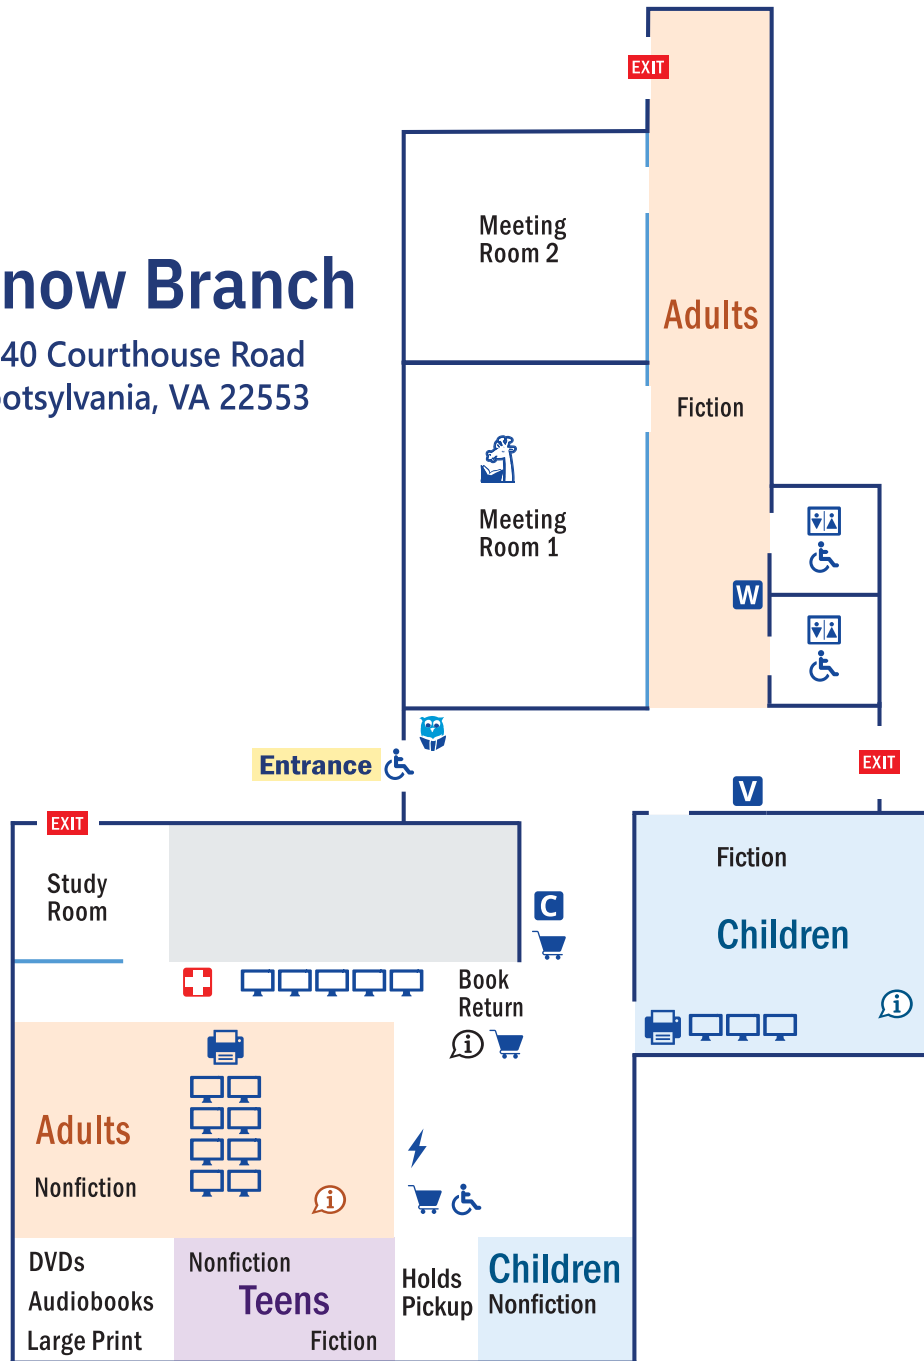 EXIT
Meeting
Room 2
now Branch
40 Courthouse Road
otsylvania, VA 22553
Adults
Fiction
Meeting
Room 1
W
Entrance
EXIT
V
EXIT
Study
Room
C
Fiction
Children
Book
Return
Adults
Nonfiction
DVDs
Audiobooks
Large Print
Nonfiction
Teens
Fiction
Holds
Pickup
Children
Nonfiction